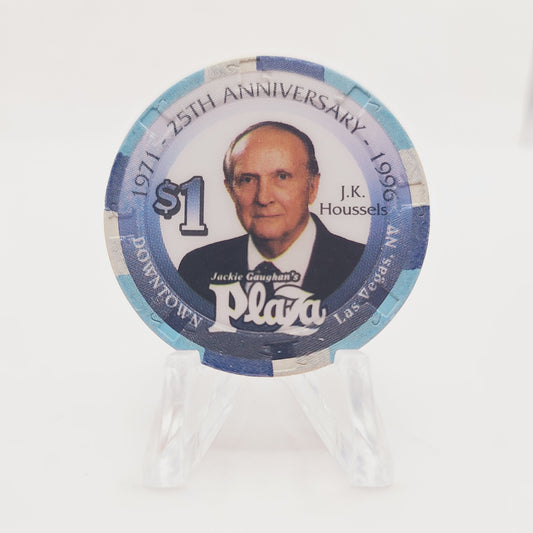 1971 - 25TH ANNIVERSARY - 1996
$1
J.K.
Houssels
Jackie Gaughan's
Plaza
DOWNTOWN
Las Vegas, NV